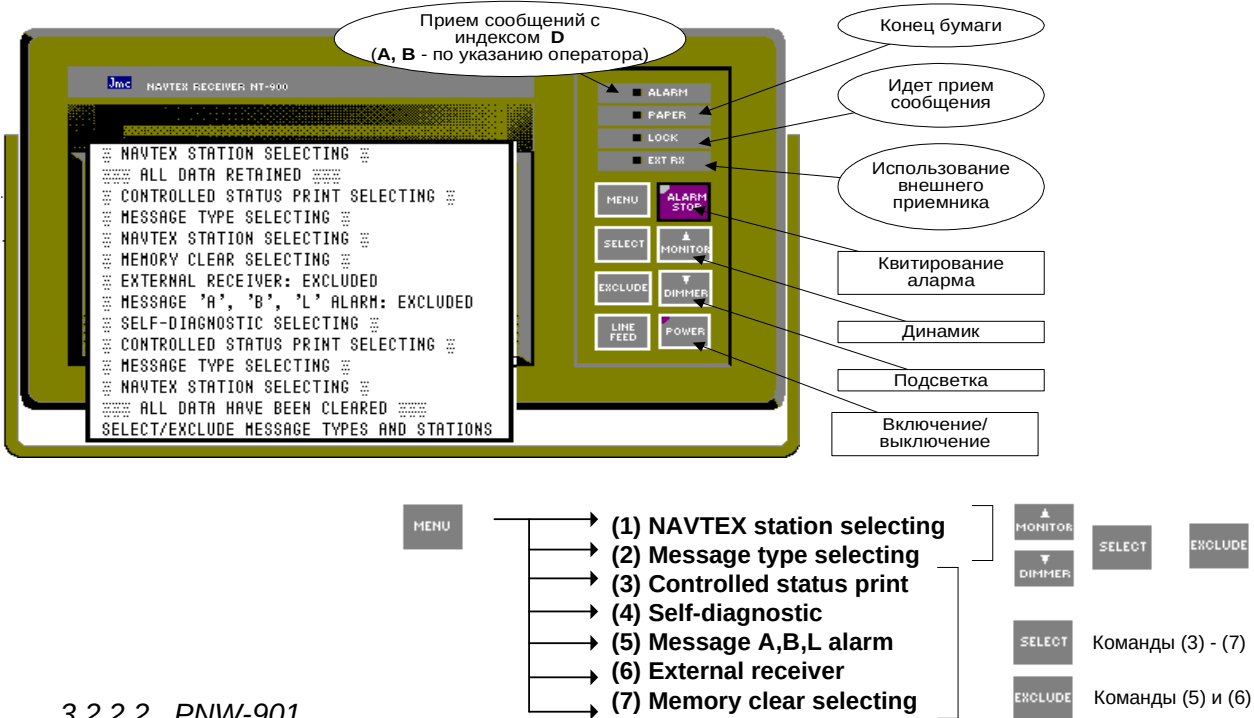 Прием сообщений с
индексом D
(A, B - по указанию оператора)
Конец бумаги
Идет прием
сообщения
Использование
внешнего
приемника
Квитирование
аларма
Динамик
Подсветка
Включение/
выключение
Jmc NAVTEX RECEIVER NT-900
ALARM
PAPER
LOCK
EXT RX
MENU
ALARM
STOP
SELECT
MONITOR
EXCLUDE
DIMMER
LINE
FEED
POWER
NAVTEX STATION SELECTING
ALL DATA RETAINED
CONTROLLED STATUS PRINT SELECTING
MESSAGE TYPE SELECTING
NAVTEX STATION SELECTING
MEMORY CLEAR SELECTING
EXTERNAL RECEIVER: EXCLUDED
MESSAGE 'A', 'B', 'L' ALARM: EXCLUDED
SELF-DIAGNOSTIC SELECTING
CONTROLLED STATUS PRINT SELECTING
MESSAGE TYPE SELECTING
NAVTEX STATION SELECTING
ALL DATA HAVE BEEN CLEARED
SELECT/EXCLUDE MESSAGE TYPES AND STATIONS
MENU
(1) NAVTEX station selecting
(2) Message type selecting
(3) Controlled status print
(4) Self-diagnostic
(5) Message A,B,L alarm
(6) External receiver
(7) Memory clear selecting
MONITOR
DIMMER
SELECT
EXCLUDE
SELECT Команды (3) - (7)
EXCLUDE Команды (5) и (6)
3.2.2.2. PNW-901